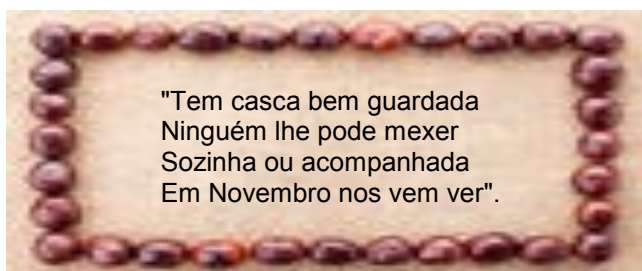 "Tem casca bem guardada
Ninguém lhe pode mexer
Sozinha ou acompanhada
Em Novembro nos vem ver".